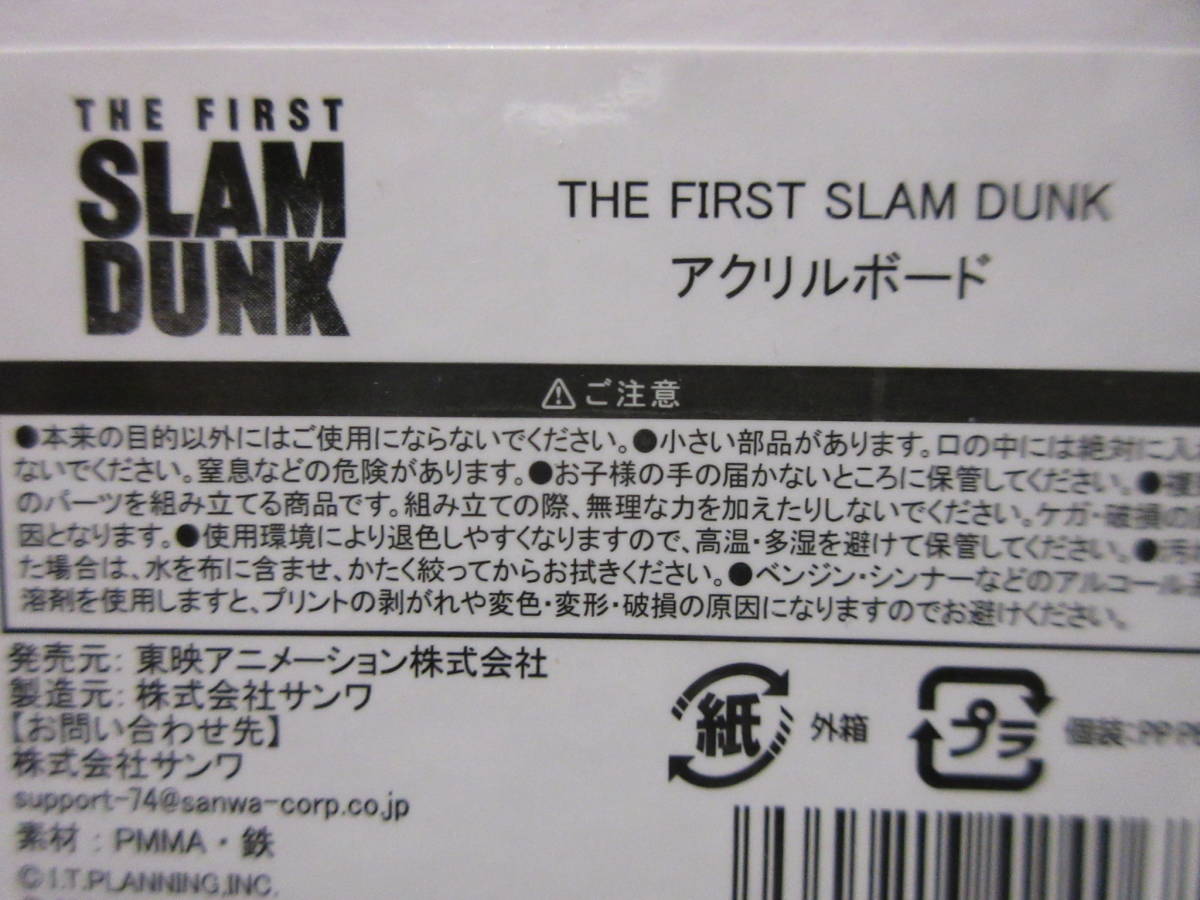 THE FIRST
SLAM
DUNK
THE FIRST SLAM DUNK
アクリルボード
⚠ご注意
●本来の目的以外にはご使用にならないでください。●小さい部品があります。口の中には絶対に入れ
ないでください。窒息などの危険があります。●お子様の手の届かないところに保管してください。●複
のパーツを組み立てる商品です。組み立ての際、無理な力を加えたりしないでください。ケガ・破損の
因となります。●使用環境により退色しやすくなりますので、高温・多湿を避けて保管してください。●汚
た場合は、水を布に含ませ、かたく絞ってからお拭きください。●ベンジン・シンナーなどのアルコール
溶剤を使用しますと、プリントの剥がれや変色・変形・破損の原因になりますのでお避けください。
発売元: 東映アニメーション株式会社
製造元: 株式会社サンワ
【お問い合わせ先】
株式会社サンワ
support-74@sanwa-corp.co.jp
素材：PMMA・鉄
© I.T.PLANNING,INC.
紙 外箱
プラ 個装:PP